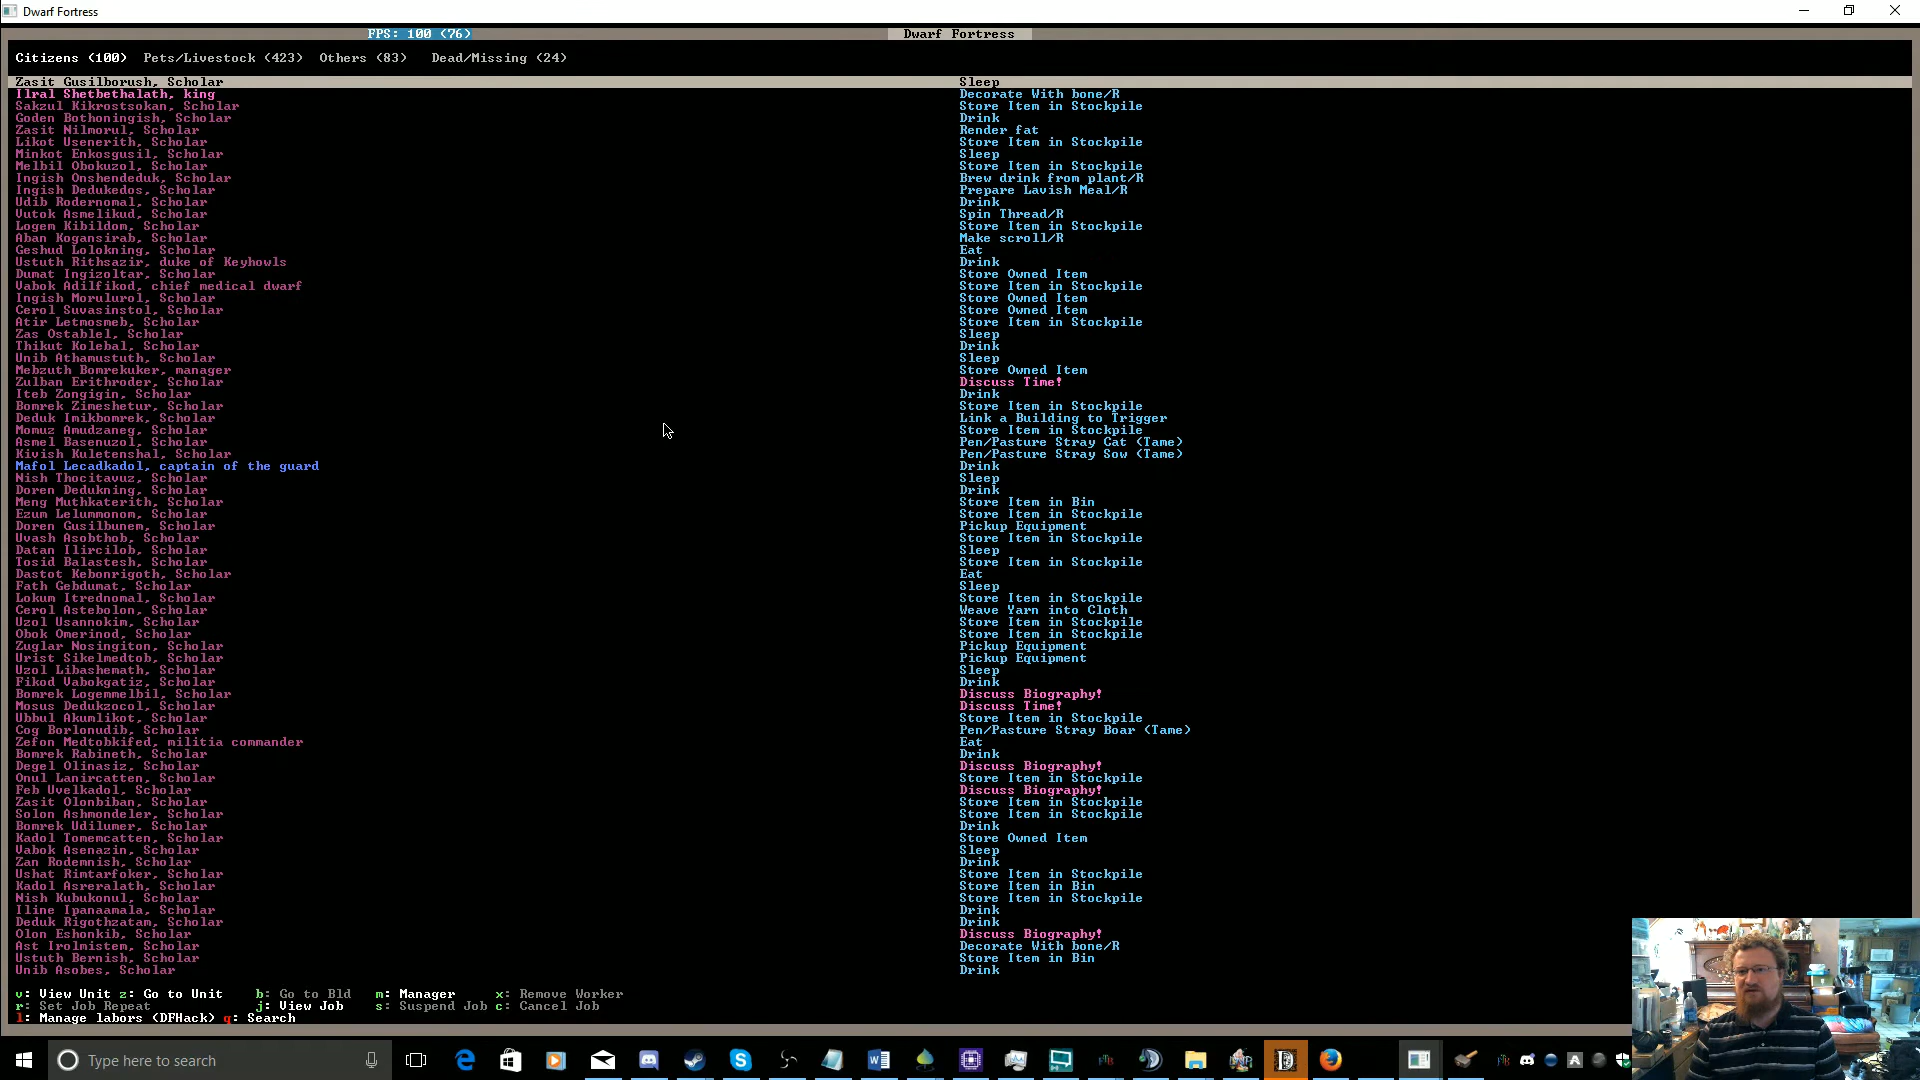 Dwarf Fortress
FPS: 100 (76)
Dwarf Fortress
Citizens (100) Pets/Livestock (423) Others (83) Dead/Missing (24)
Zasit Gusilborush, Scholar Sleep
Ilral Shetbethalath, king Decorate With bone/R
Sakzul Kikrostsokan, Scholar Store Item in Stockpile
Goden Bothoningish, Scholar Drink
Zasit Nilmorul, Scholar Render fat
Likot Usenerith, Scholar Store Item in Stockpile
Minkot Enkosgusil, Scholar Sleep
Melbil Obokuzol, Scholar Store Item in Stockpile
Ingish Onshendeduk, Scholar Brew drink from plant/R
Ingish Dedukedos, Scholar Prepare Lavish Meal/R
Udib Rodernomal, Scholar Drink
Vutok Asmelikud, Scholar Spin Thread/R
Logem Kibildom, Scholar Store Item in Stockpile
Aban Kogansirab, Scholar Make scroll/R
Geshud Lolokning, Scholar Eat
Ustuth Rithsazir, duke of Keyhowls Drink
Dumat Ingizoltar, Scholar Store Owned Item
Vabok Adilfikod, chief medical dwarf Store Item in Stockpile
Ingish Morulurol, Scholar Store Owned Item
Cerol Suvasinstol, Scholar Store Owned Item
Atir Letmosmeb, Scholar Store Item in Stockpile
Zas Ostablel, Scholar Sleep
Thikut Kolebal, Scholar Drink
Unib Athamustuth, Scholar Sleep
Mebzuth Bomrekuker, manager Store Owned Item
Zulban Erithroder, Scholar Discuss Time!
Iteb Zongigin, Scholar Drink
Bomrek Zimeshetur, Scholar Store Item in Stockpile
Deduk Imikbomrek, Scholar Link a Building to Trigger
Momuz Amudzaneg, Scholar Store Item in Stockpile
Asmel Basenuzol, Scholar Pen/Pasture Stray Cat (Tame)
Kivish Kuletenshal, Scholar Pen/Pasture Stray Sow (Tame)
Mafol Lecadkadol, captain of the guard Drink
Nish Thocitavuz, Scholar Sleep
Doren Dedukning, Scholar Drink
Meng Muthkaterith, Scholar Store Item in Bin
Ezum Lelummonom, Scholar Store Item in Stockpile
Doren Gusilbunem, Scholar Pickup Equipment
Uvash Asobthob, Scholar Store Item in Stockpile
Datan Ilircilob, Scholar Sleep
Tosid Balastesh, Scholar Store Item in Stockpile
Dastot Kebonrigoth, Scholar Eat
Fath Gebdumat, Scholar Sleep
Lokum Itrednomal, Scholar Store Item in Stockpile
Cerol Astebolon, Scholar Weave Yarn into Cloth
Uzol Usannokim, Scholar Store Item in Stockpile
Obok Omerinod, Scholar Store Item in Stockpile
Zuglar Nosingiton, Scholar Pickup Equipment
Urist Sikelmedtob, Scholar Pickup Equipment
Uzol Libashemath, Scholar Sleep
Fikod Vabokgatiz, Scholar Drink
Bomrek Logemmelbil, Scholar Discuss Biography!
Mosus Dedukzocol, Scholar Discuss Time!
Ubbul Akumlikot, Scholar Store Item in Stockpile
Cog Borlonudib, Scholar Pen/Pasture Stray Boar (Tame)
Zefon Medtobkifed, militia commander Eat
Bomrek Rabineth, Scholar Drink
Degel Olinasiz, Scholar Discuss Biography!
Onul Lanircatten, Scholar Store Item in Stockpile
Feb Uvelkadol, Scholar Discuss Biography!
Zasit Olonbiban, Scholar Store Item in Stockpile
Solon Ashmondeler, Scholar Store Item in Stockpile
Bomrek Udilumer, Scholar Drink
Kadol Tomemcatten, Scholar Store Owned Item
Vabok Asenazin, Scholar Sleep
Zan Rodemnish, Scholar Drink
Ushat Rimtarfoker, Scholar Store Item in Stockpile
Kadol Asreralath, Scholar Store Item in Bin
Nish Kubukonul, Scholar Store Item in Stockpile
Iline Ipanaamala, Scholar Drink
Deduk Rigothzatam, Scholar Drink
Olon Eshonkib, Scholar Discuss Biography!
Ast Irolmistem, Scholar Decorate With bone/R
Ustuth Bernish, Scholar Store Item in Bin
Unib Asobes, Scholar Drink
v: View Unit z: Go to Unit b: Go to Bld m: Manager x: Remove Worker
r: Set Job Repeat j: View Job s: Suspend Job c: Cancel Job
l: Manage labors (DFHack) q: Search
Type here to search